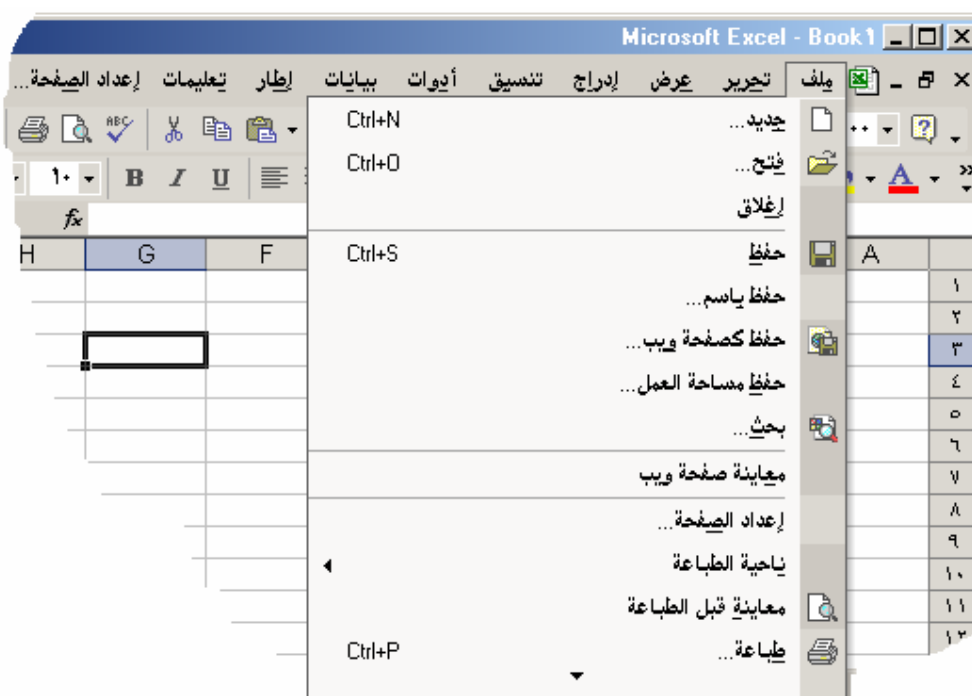 Microsoft Excel - Book١
ملف تحرير عرض إدراج تنسيق أدوات بيانات إطار تعليمات إعداد الصفحة...
١٠ B I U A
fx
A F G H
جديد... Ctrl+N
فتح... Ctrl+O
إغلاق
حفظ Ctrl+S
حفظ باسم...
حفظ كصفحة ويب...
حفظ مساحة العمل...
بحث...
معاينة صفحة ويب
إعداد الصفحة...
ناحية الطباعة
معاينة قبل الطباعة
طباعة... Ctrl+P
١
٢
٣
٤
٥
٦
٧
٨
٩
١٠
١١
١٢